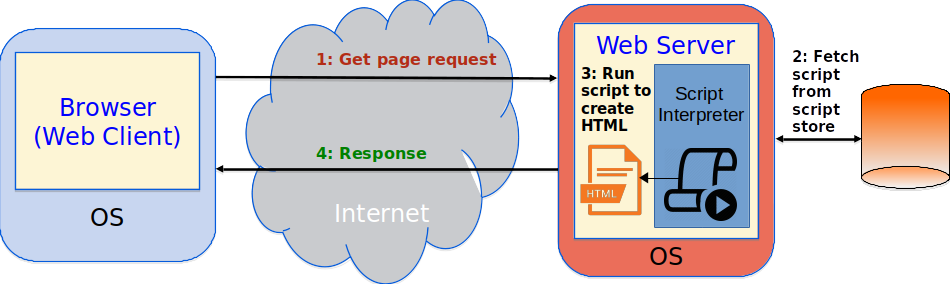 Browser
(Web Client)
OS
1: Get page request
4: Response
Internet
Web Server
3: Run
script to
create
HTML
Script
Interpreter
HTML
OS
2: Fetch
script
from
script
store